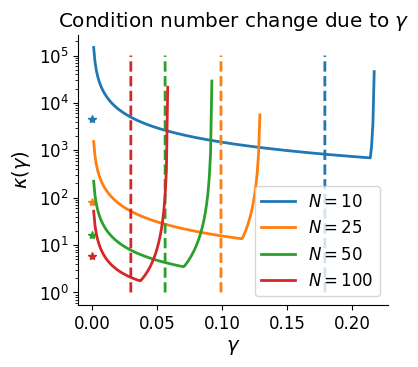 Condition number change due to γ
κ(γ)
10⁵
10⁴
10³
10²
10¹
10⁰
N = 10
N = 25
N = 50
N = 100
0.00 0.05 0.10 0.15 0.20
γ